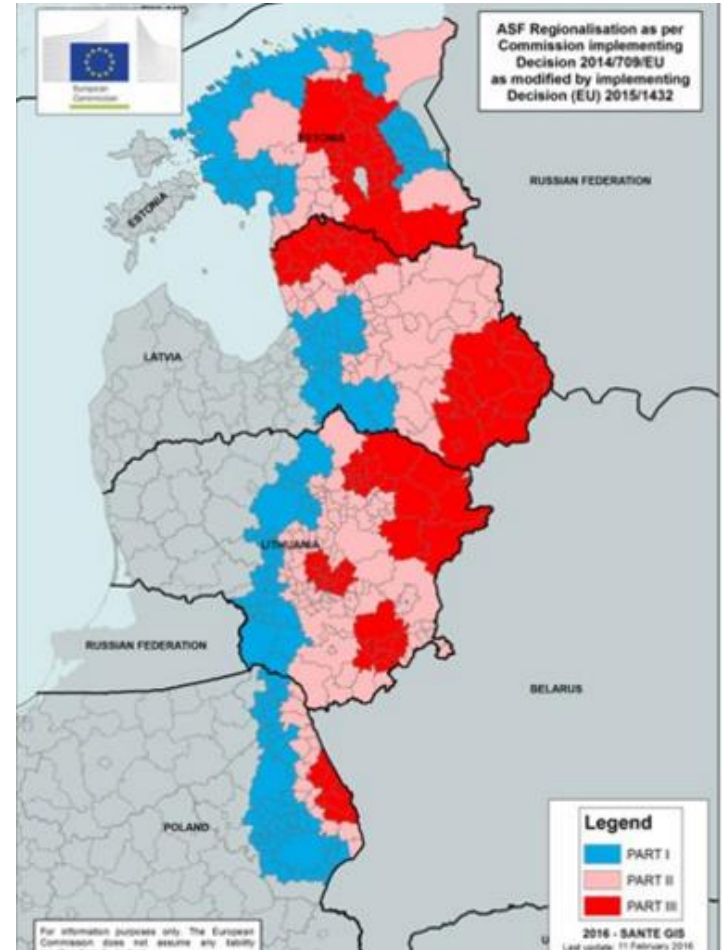 European
Commission
ASF Regionalisation as per
Commission implementing
Decision 2014/709/EU
as modified by implementing
Decision (EU) 2015/1432
ESTONIA
RUSSIAN FEDERATION
ESTONIA
LATVIA
LITHUANIA
RUSSIAN FEDERATION
BELARUS
POLAND
Legend
PART I
PART II
PART III
2016 - SANTE GIS
Last update: 11 February 2016
For information purposes only. The European
Commission does not assume any liability